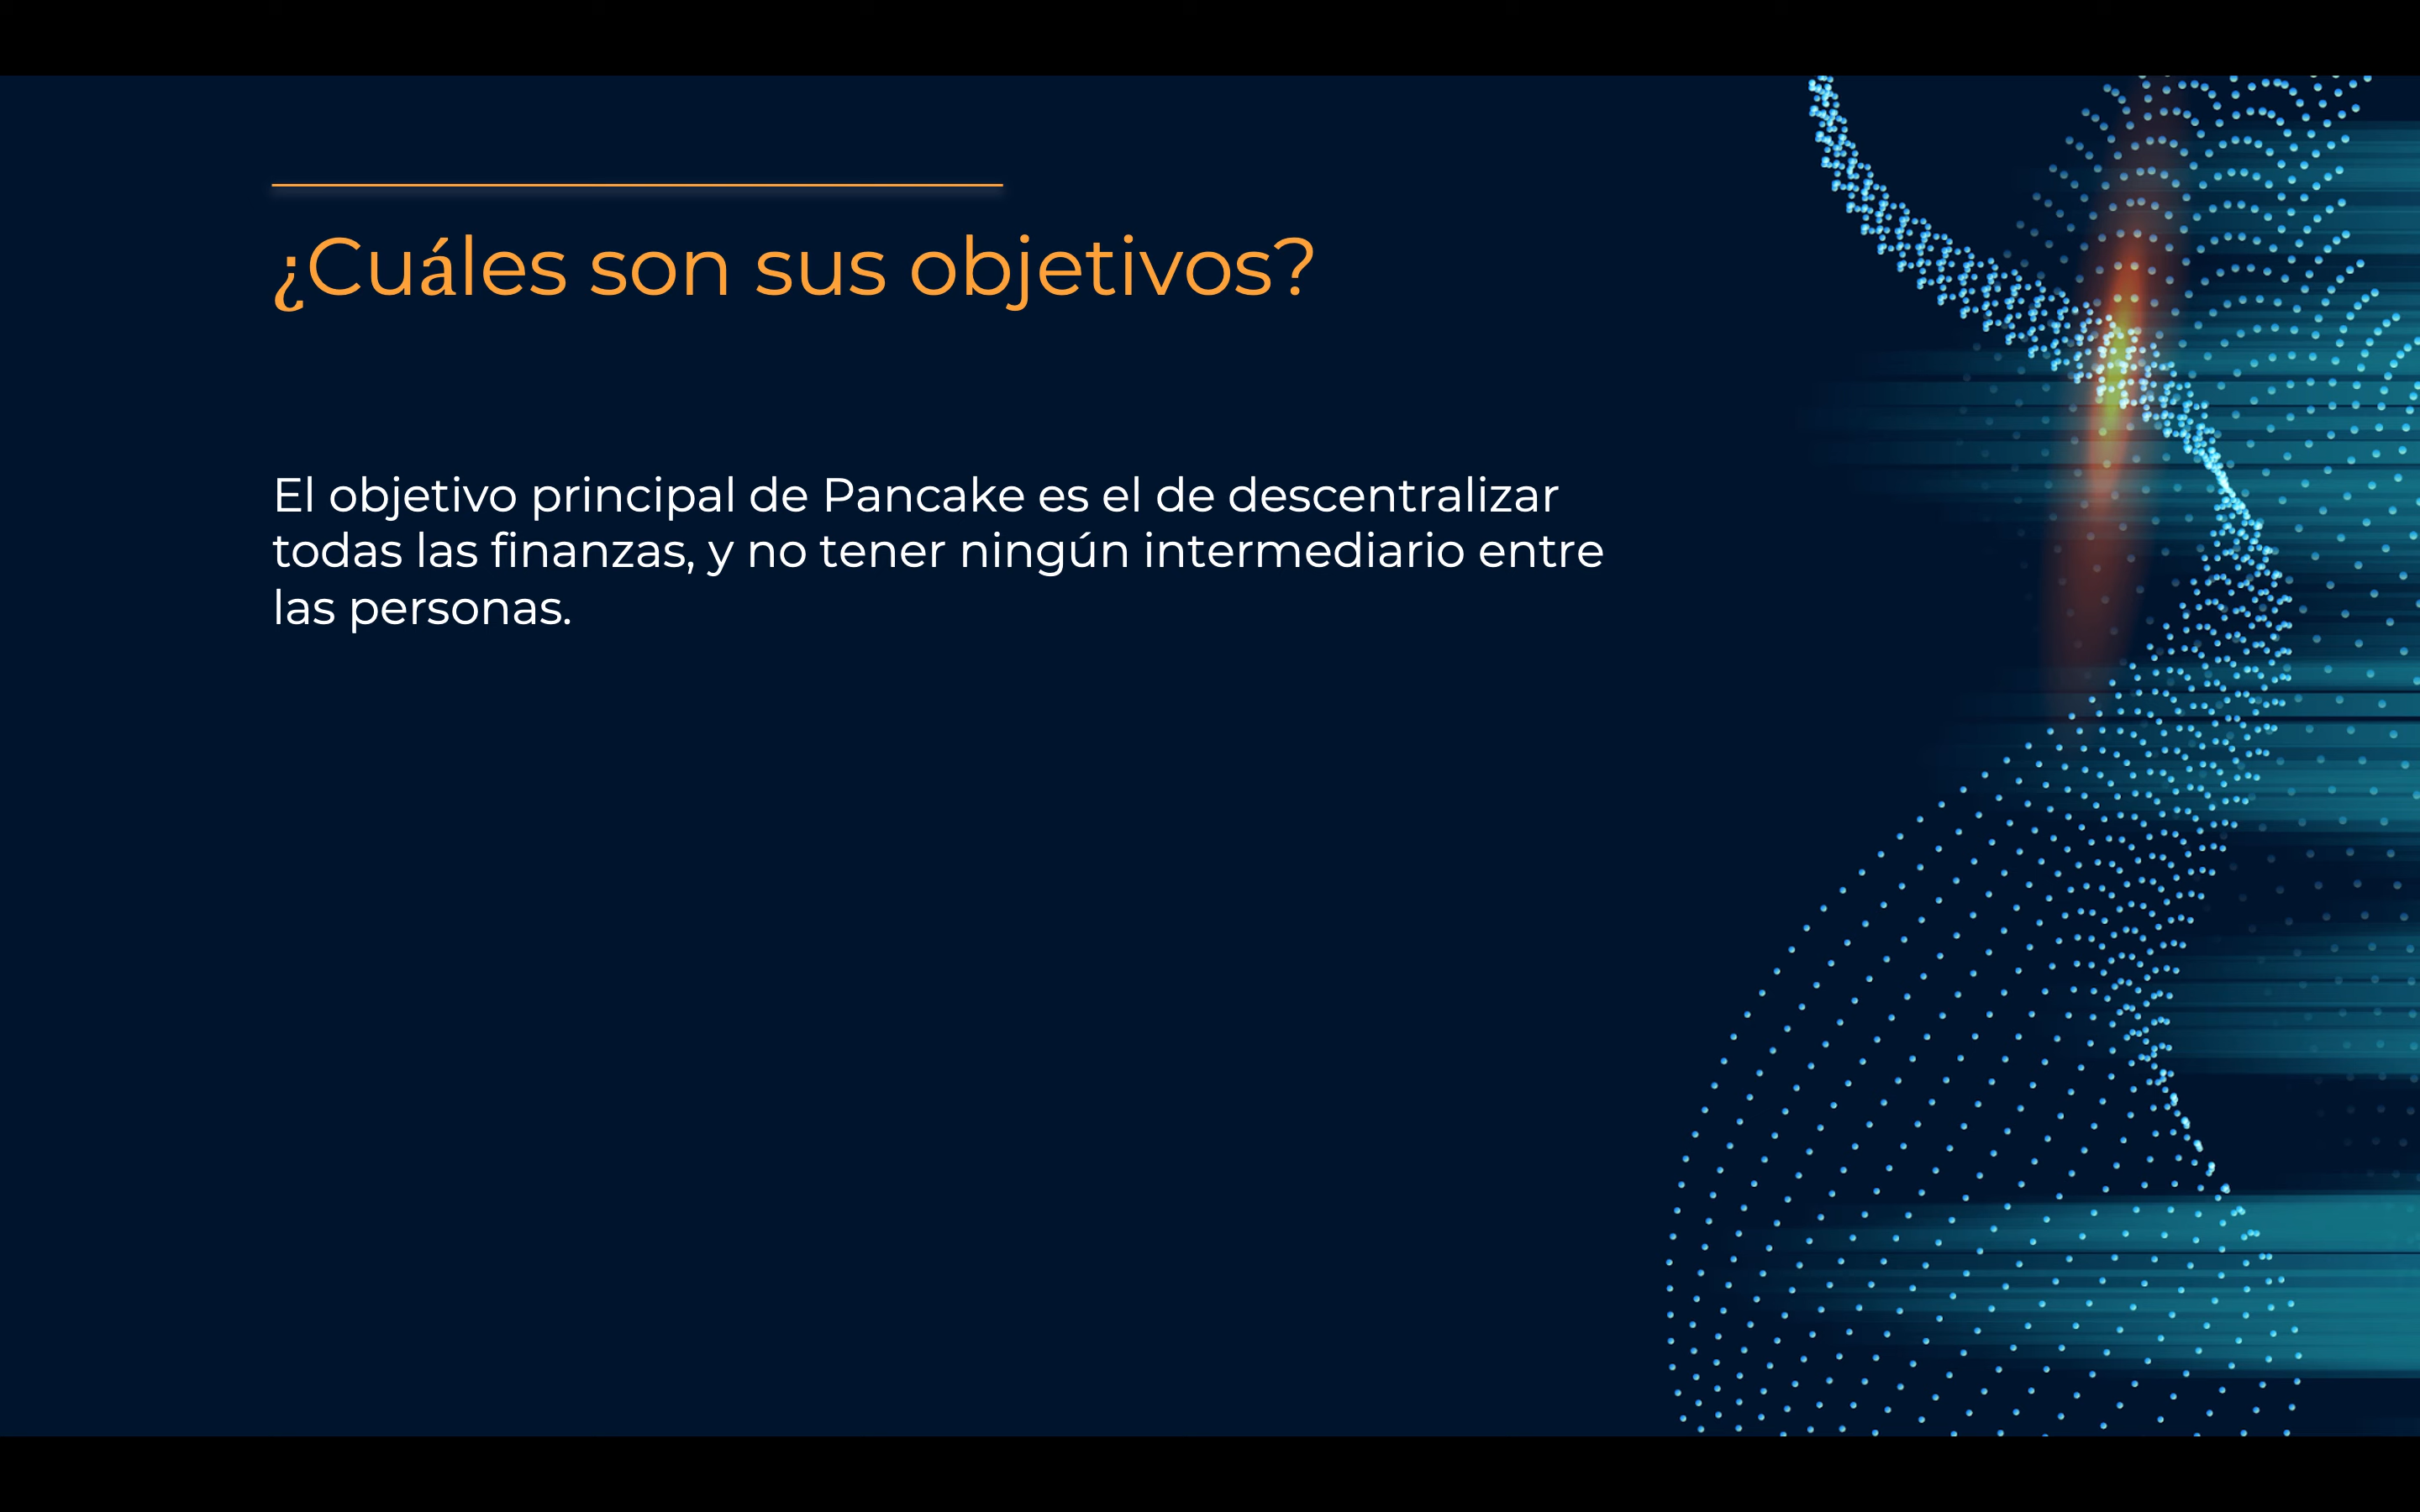 ¿Cuáles son sus objetivos?
El objetivo principal de Pancake es el de descentralizar
todas las finanzas, y no tener ningún intermediario entre
las personas.